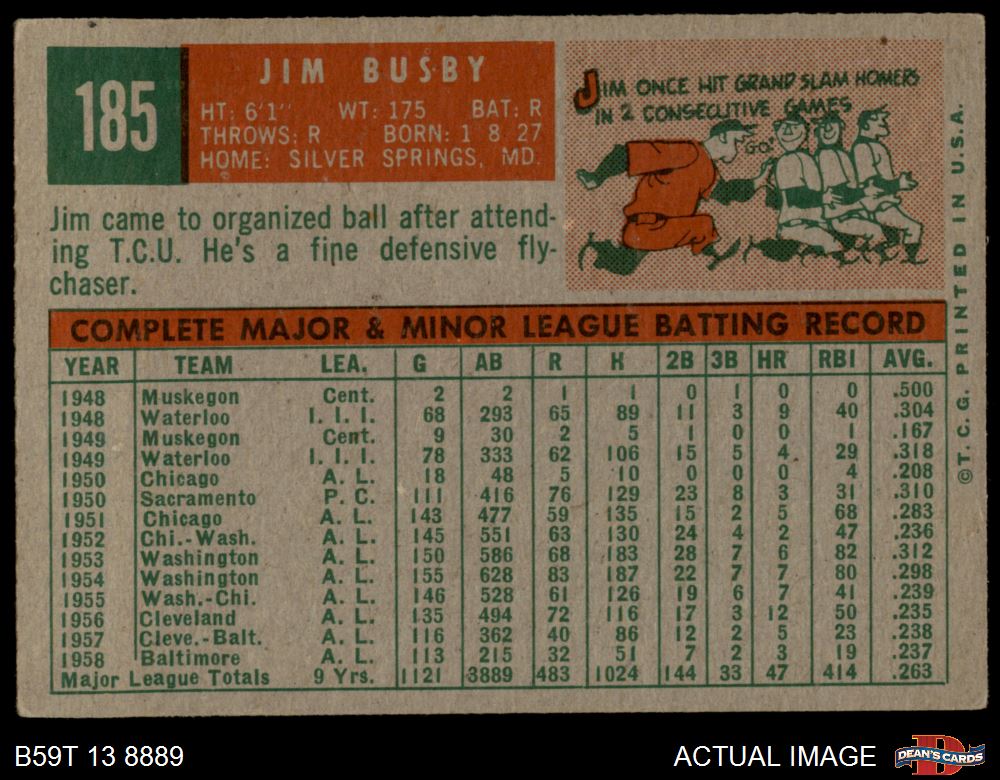 185
JIM BUSBY
HT: 6'1" WT: 175 BAT: R
THROWS: R BORN: 1 8 27
HOME: SILVER SPRINGS, MD.
JIM ONCE HIT GRAND SLAM HOMERS
IN 2 CONSECUTIVE GAMES
GO!
Jim came to organized ball after attend-
ing T.C.U. He's a fine defensive fly-
chaser.
COMPLETE MAJOR & MINOR LEAGUE BATTING RECORD
YEAR TEAM LEA. G AB R H 2B 3B HR RBI AVG.
1948 Muskegon Cent. 2 2 1 1 0 1 0 0 .500
1948 Waterloo I. I. I. 68 293 65 89 11 3 9 40 .304
1949 Muskegon Cent. 9 30 2 5 1 0 0 1 .167
1949 Waterloo I. I. I. 78 333 62 106 15 5 4 29 .318
1950 Chicago A. L. 18 48 5 10 0 0 0 4 .208
1950 Sacramento P. C. 111 416 76 129 23 8 3 31 .310
1951 Chicago A. L. 143 477 59 135 15 2 5 68 .283
1952 Chi.-Wash. A. L. 145 551 63 130 24 4 2 47 .236
1953 Washington A. L. 150 586 68 183 28 7 6 82 .312
1954 Washington A. L. 155 628 83 187 22 7 7 80 .298
1955 Wash.-Chi. A. L. 146 528 61 126 19 6 7 41 .239
1956 Cleveland A. L. 135 494 72 116 17 3 12 50 .235
1957 Cleve.-Balt. A. L. 116 362 40 86 12 2 5 23 .238
1958 Baltimore A. L. 113 215 32 51 7 2 3 19 .237
Major League Totals 9 Yrs. 1121 3889 483 1024 144 33 47 414 .263
©T. C. G. PRINTED IN U.S.A.
B59T 13 8889
ACTUAL IMAGE
D
DEAN'S CARDS